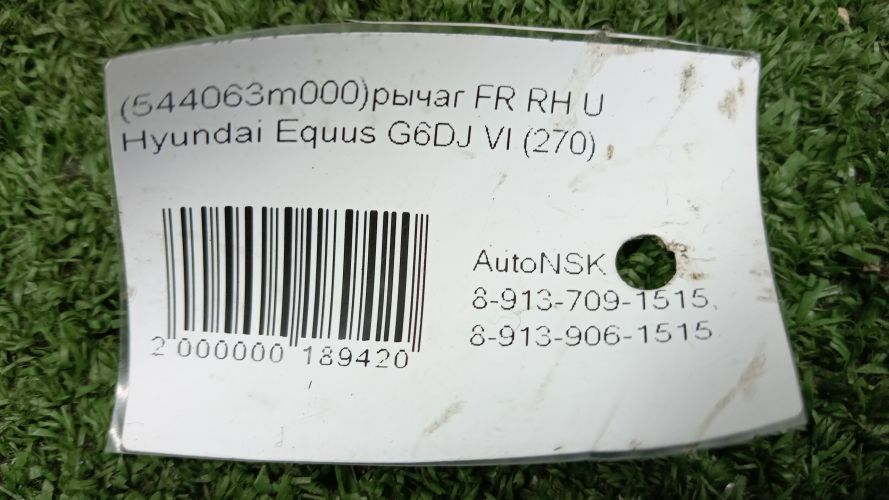 (544063m000)рычаг FR RH U
Hyundai Equus G6DJ VI (270)
AutoNSK
8-913-709-1515,
8-913-906-1515
2 000000 189420